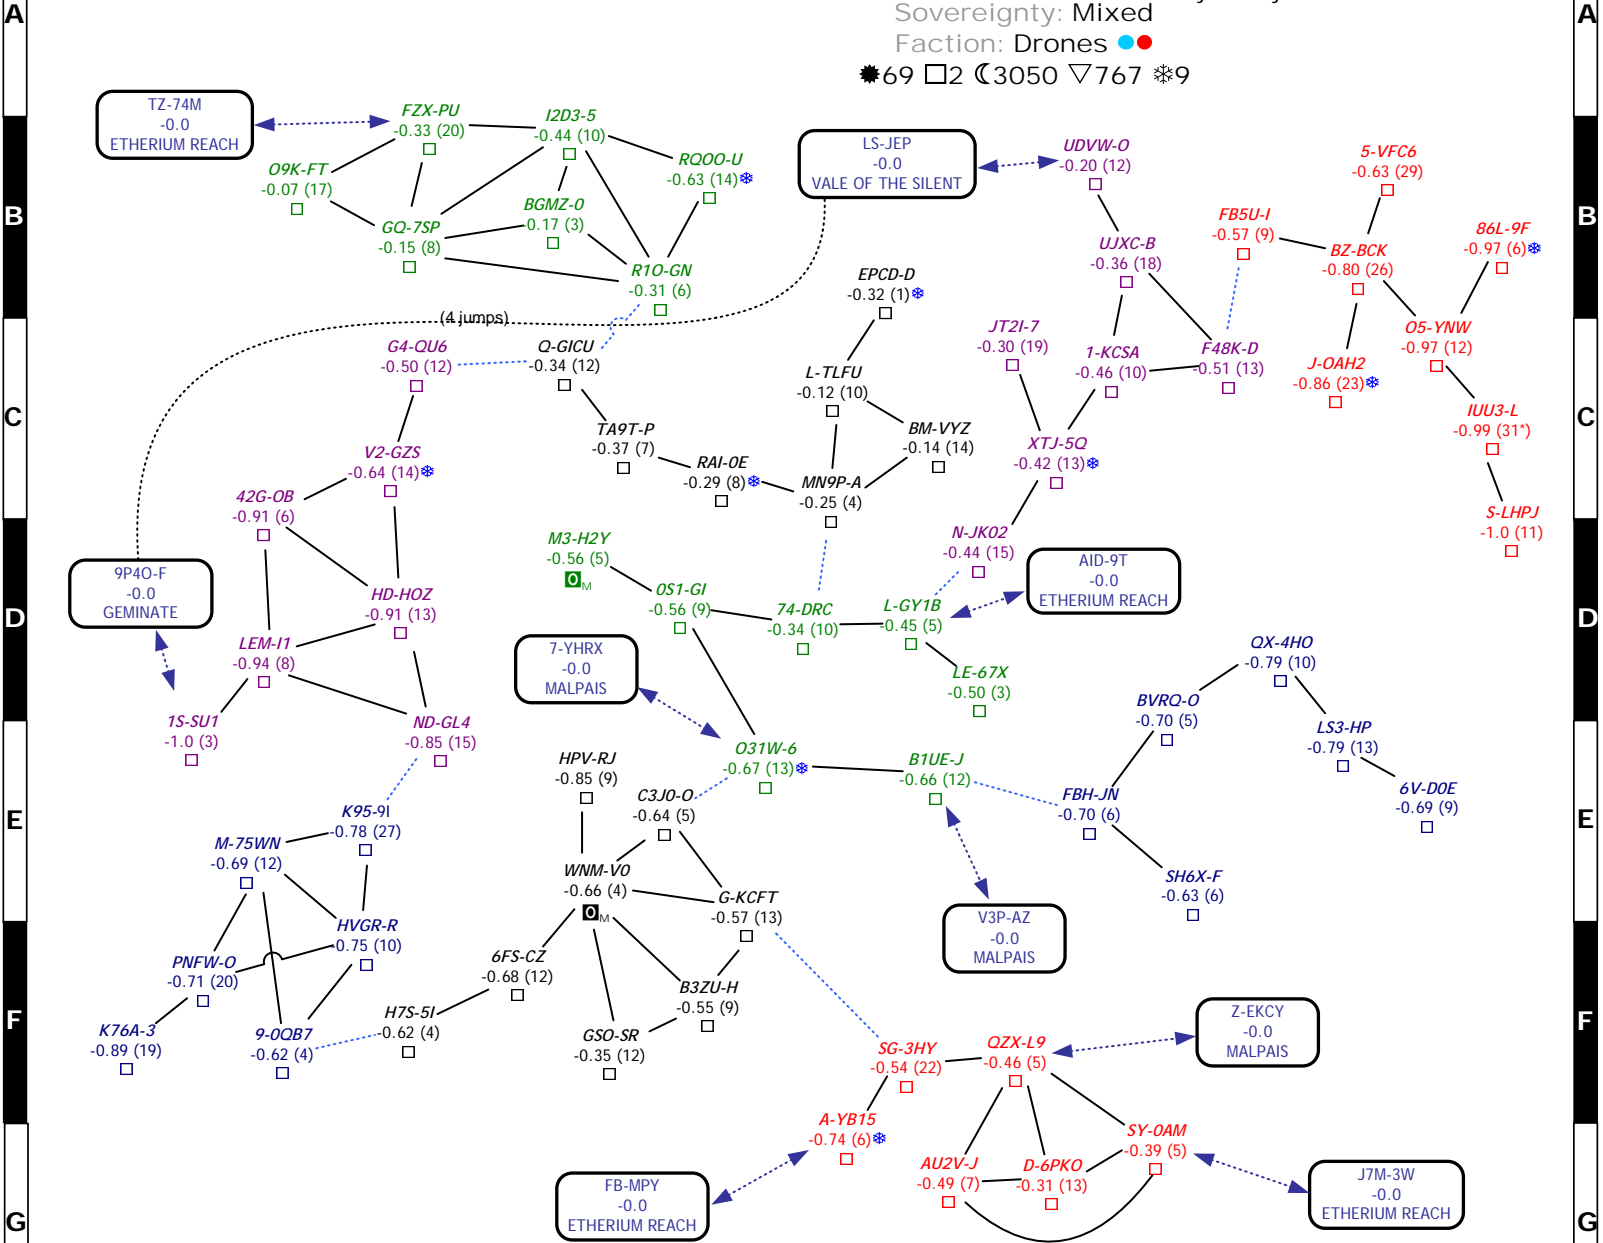 A
A
Sovereignty: Mixed
Faction: Drones
69 2 3050 767 9
TZ-74M
-0.0
ETHERIUM REACH
FZX-PU
-0.33 (20)
I2D3-5
-0.44 (10)
O9K-FT
-0.07 (17)
RQOO-U
-0.63 (14)
BGMZ-0
-0.17 (3)
GQ-7SP
-0.15 (8)
R1O-GN
-0.31 (6)
LS-JEP
-0.0
VALE OF THE SILENT
UDVW-O
-0.20 (12)
5-VFC6
-0.63 (29)
B
B
FB5U-I
-0.57 (9)
UJXC-B
-0.36 (18)
BZ-BCK
-0.80 (26)
86L-9F
-0.97 (6)
EPCD-D
-0.32 (1)
(4 jumps)
G4-QU6
-0.50 (12)
Q-GICU
-0.34 (12)
L-TLFU
-0.12 (10)
JT2I-7
-0.30 (19)
1-KCSA
-0.46 (10)
F48K-D
-0.51 (13)
J-OAH2
-0.86 (23)
O5-YNW
-0.97 (12)
C
C
IUU3-L
-0.99 (31*)
TA9T-P
-0.37 (7)
BM-VYZ
-0.14 (14)
XTJ-5Q
-0.42 (13)
V2-GZS
-0.64 (14)
RAI-0E
-0.29 (8)
MN9P-A
-0.25 (4)
42G-OB
-0.91 (6)
S-LHPJ
-1.0 (11)
M3-H2Y
-0.56 (5)
0M
N-JK02
-0.44 (15)
9P4O-F
-0.0
GEMINATE
AID-9T
-0.0
ETHERIUM REACH
HD-HOZ
-0.91 (13)
0S1-GI
-0.56 (9)
74-DRC
-0.34 (10)
L-GY1B
-0.45 (5)
D
D
LEM-I1
-0.94 (8)
7-YHRX
-0.0
MALPAIS
LE-67X
-0.50 (3)
QX-4HO
-0.79 (10)
BVRQ-O
-0.70 (5)
LS3-HP
-0.79 (13)
1S-SU1
-1.0 (3)
ND-GL4
-0.85 (15)
HPV-RJ
-0.85 (9)
O31W-6
-0.67 (13)
B1UE-J
-0.66 (12)
C3J0-O
-0.64 (5)
FBH-JN
-0.70 (6)
6V-D0E
-0.69 (9)
E
E
K95-9I
-0.78 (27)
M-75WN
-0.69 (12)
WNM-V0
-0.66 (4)
0M
G-KCFT
-0.57 (13)
SH6X-F
-0.63 (6)
V3P-AZ
-0.0
MALPAIS
HVGR-R
-0.75 (10)
PNFW-O
-0.71 (20)
6FS-CZ
-0.68 (12)
B3ZU-H
-0.55 (9)
F
F
K76A-3
-0.89 (19)
9-0QB7
-0.62 (4)
H7S-5I
-0.62 (4)
GSO-SR
-0.35 (12)
Z-EKCY
-0.0
MALPAIS
SG-3HY
-0.54 (22)
QZX-L9
-0.46 (5)
A-YB15
-0.74 (6)
SY-0AM
-0.39 (5)
AU2V-J
-0.49 (7)
D-6PKO
-0.31 (13)
FB-MPY
-0.0
ETHERIUM REACH
J7M-3W
-0.0
ETHERIUM REACH
G
G